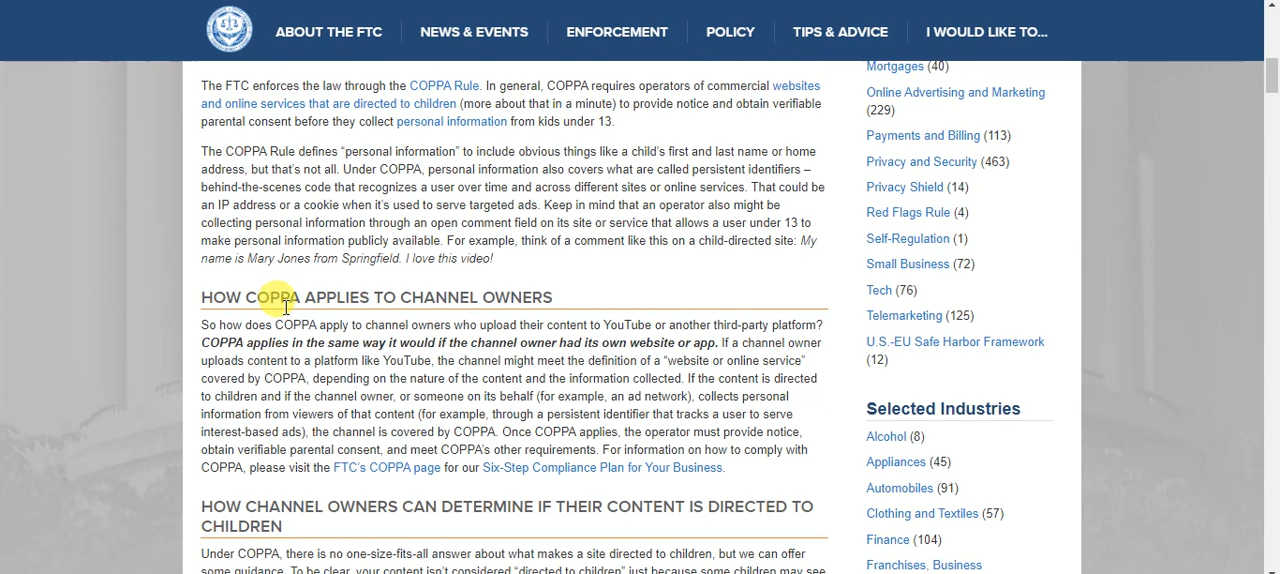 ABOUT THE FTC
NEWS & EVENTS
ENFORCEMENT
POLICY
TIPS & ADVICE
I WOULD LIKE TO...
The FTC enforces the law through the COPPA Rule. In general, COPPA requires operators of commercial websites
and online services that are directed to children (more about that in a minute) to provide notice and obtain verifiable
parental consent before they collect personal information from kids under 13.
The COPPA Rule defines “personal information” to include obvious things like a child’s first and last name or home
address, but that’s not all. Under COPPA, personal information also covers what are called persistent identifiers –
behind-the-scenes code that recognizes a user over time and across different sites or online services. That could be
an IP address or a cookie when it’s used to serve targeted ads. Keep in mind that an operator also might be
collecting personal information through an open comment field on its site or service that allows a user under 13 to
make personal information publicly available. For example, think of a comment like this on a child-directed site: My
name is Mary Jones from Springfield. I love this video!
HOW COPPA APPLIES TO CHANNEL OWNERS
So how does COPPA apply to channel owners who upload their content to YouTube or another third-party platform?
COPPA applies in the same way it would if the channel owner had its own website or app. If a channel owner
uploads content to a platform like YouTube, the channel might meet the definition of a “website or online service”
covered by COPPA, depending on the nature of the content and the information collected. If the content is directed
to children and if the channel owner, or someone on its behalf (for example, an ad network), collects personal
information from viewers of that content (for example, through a persistent identifier that tracks a user to serve
interest-based ads), the channel is covered by COPPA. Once COPPA applies, the operator must provide notice,
obtain verifiable parental consent, and meet COPPA’s other requirements. For information on how to comply with
COPPA, please visit the FTC’s COPPA page for our Six-Step Compliance Plan for Your Business.
HOW CHANNEL OWNERS CAN DETERMINE IF THEIR CONTENT IS DIRECTED TO
CHILDREN
Under COPPA, there is no one-size-fits-all answer about what makes a site directed to children, but we can offer
some guidance. To be clear, your content isn’t considered “directed to children” just because some children may see
Mortgages (40)
Online Advertising and Marketing
(229)
Payments and Billing (113)
Privacy and Security (463)
Privacy Shield (14)
Red Flags Rule (4)
Self-Regulation (1)
Small Business (72)
Tech (76)
Telemarketing (125)
U.S.-EU Safe Harbor Framework
(12)
Selected Industries
Alcohol (8)
Appliances (45)
Automobiles (91)
Clothing and Textiles (57)
Finance (104)
Franchises, Business